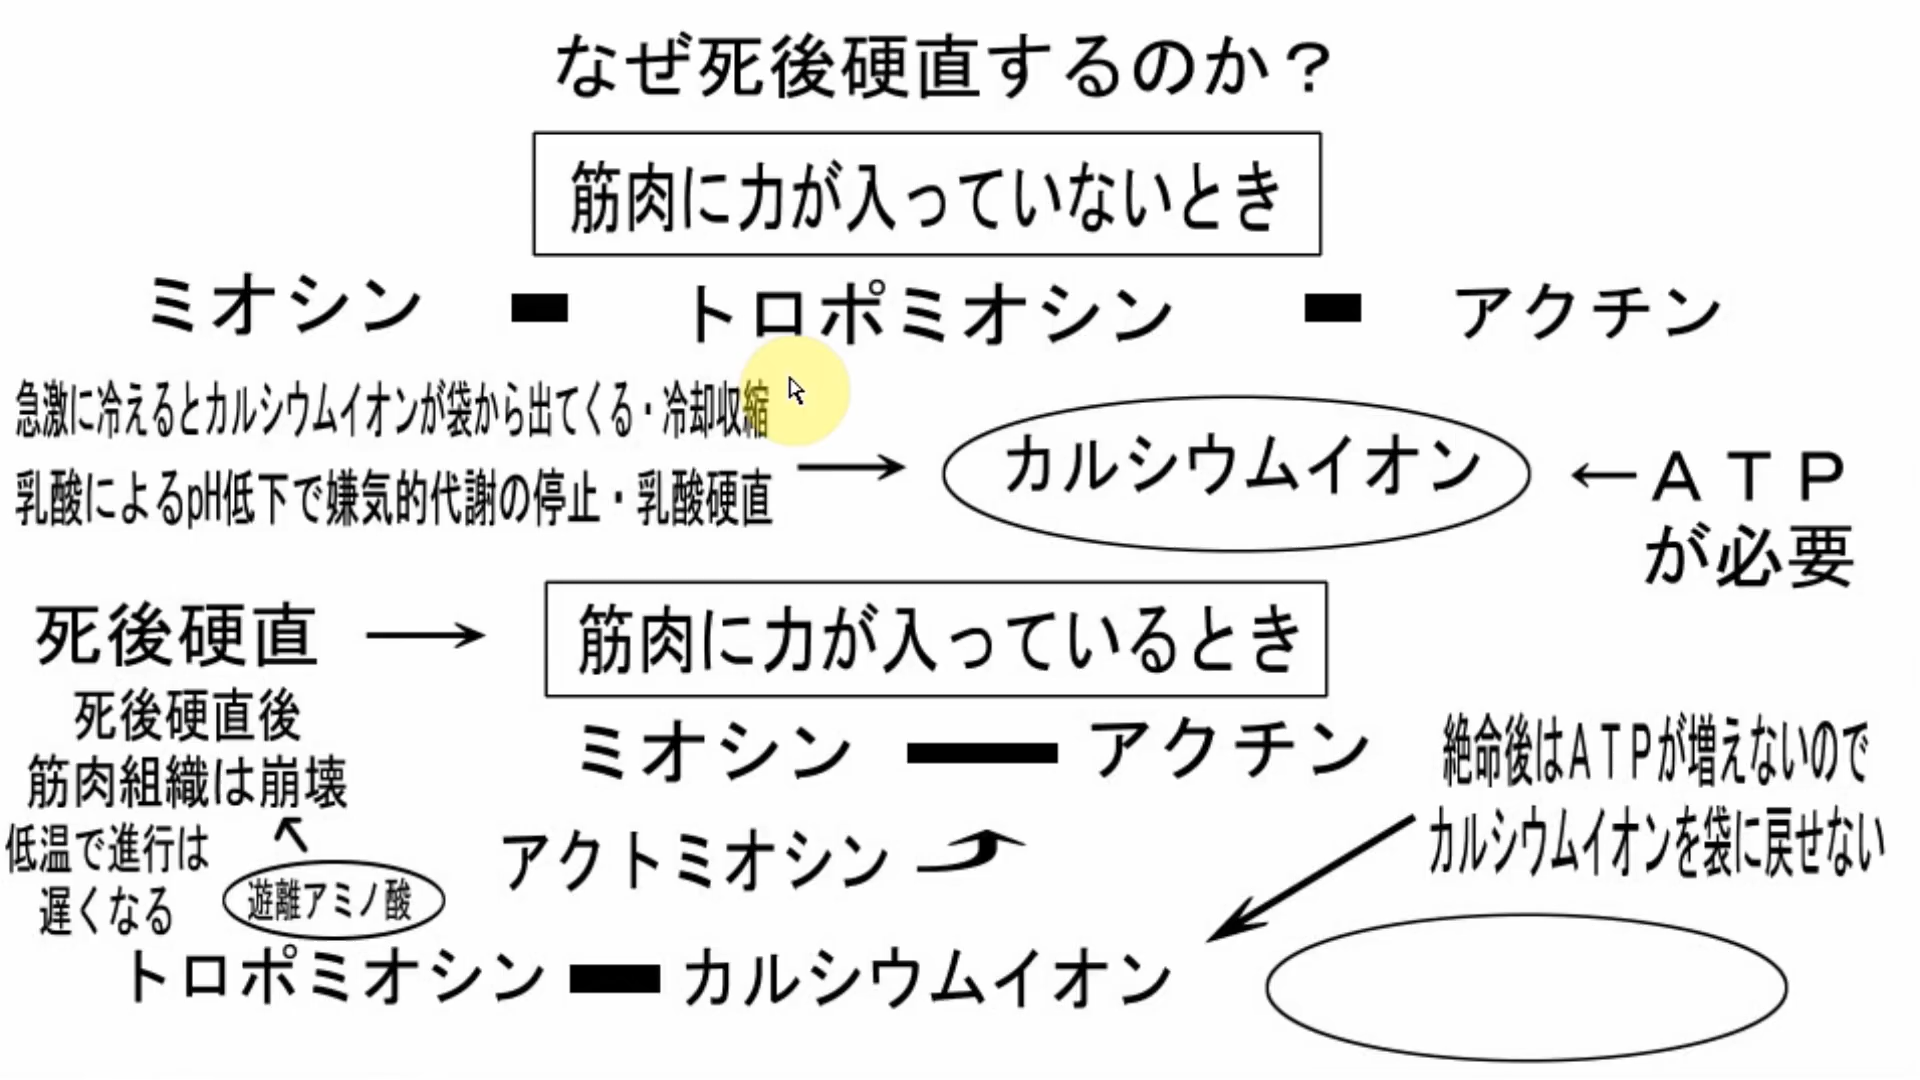 なぜ死後硬直するのか？
筋肉に力が入っていないとき
ミオシン トロポミオシン アクチン
急激に冷えるとカルシウムイオンが袋から出てくる・冷却収縮
乳酸によるpH低下で嫌気的代謝の停止・乳酸硬直
カルシウムイオン
←ＡＴＰ
が必要
死後硬直
筋肉に力が入っているとき
死後硬直後
筋肉組織は崩壊
低温で進行は
遅くなる
遊離アミノ酸
ミオシン アクチン
アクトミオシン
絶命後はＡＴＰが増えないので
カルシウムイオンを袋に戻せない
トロポミオシン カルシウムイオン